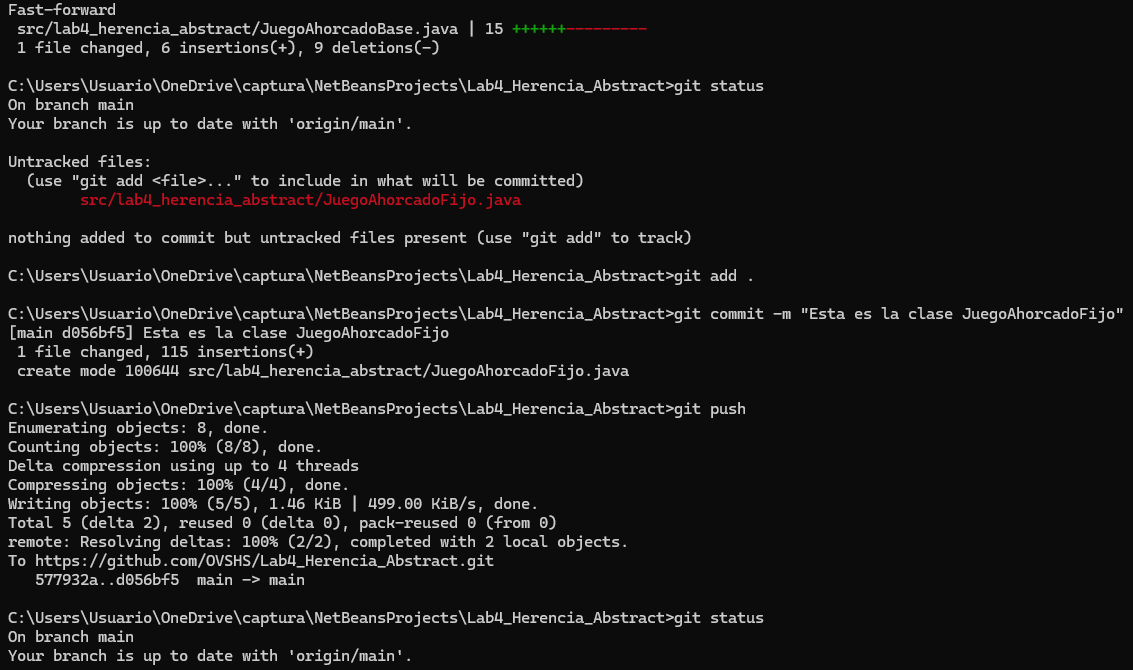 Fast-forward
 src/lab4_herencia_abstract/JuegoAhorcadoBase.java | 15 ++++++---------
 1 file changed, 6 insertions(+), 9 deletions(-)

C:\Users\Usuario\OneDrive\captura\NetBeansProjects\Lab4_Herencia_Abstract>git status
On branch main
Your branch is up to date with 'origin/main'.

Untracked files:
  (use "git add <file>..." to include in what will be committed)
        src/lab4_herencia_abstract/JuegoAhorcadoFijo.java

nothing added to commit but untracked files present (use "git add" to track)

C:\Users\Usuario\OneDrive\captura\NetBeansProjects\Lab4_Herencia_Abstract>git add .

C:\Users\Usuario\OneDrive\captura\NetBeansProjects\Lab4_Herencia_Abstract>git commit -m "Esta es la clase JuegoAhorcadoFijo"
[main d056bf5] Esta es la clase JuegoAhorcadoFijo
 1 file changed, 115 insertions(+)
 create mode 100644 src/lab4_herencia_abstract/JuegoAhorcadoFijo.java

C:\Users\Usuario\OneDrive\captura\NetBeansProjects\Lab4_Herencia_Abstract>git push
Enumerating objects: 8, done.
Counting objects: 100% (8/8), done.
Delta compression using up to 4 threads
Compressing objects: 100% (4/4), done.
Writing objects: 100% (5/5), 1.46 KiB | 499.00 KiB/s, done.
Total 5 (delta 2), reused 0 (delta 0), pack-reused 0 (from 0)
remote: Resolving deltas: 100% (2/2), completed with 2 local objects.
To https://github.com/OVSHS/Lab4_Herencia_Abstract.git
   577932a..d056bf5  main -> main

C:\Users\Usuario\OneDrive\captura\NetBeansProjects\Lab4_Herencia_Abstract>git status
On branch main
Your branch is up to date with 'origin/main'.